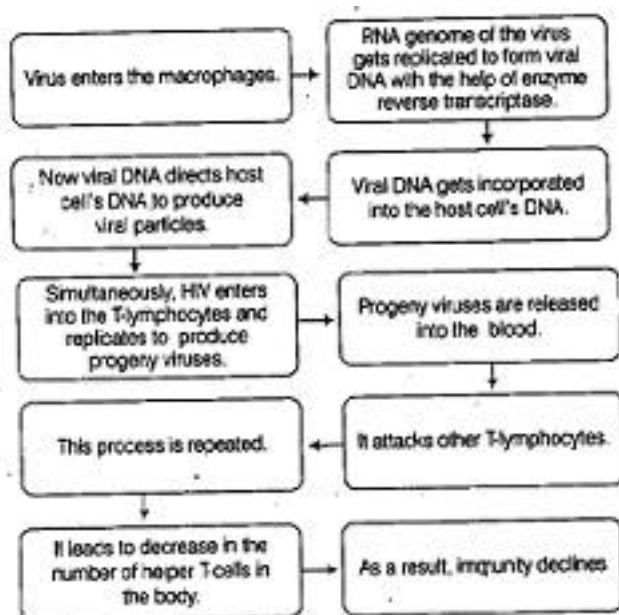 Virus enters the macrophages.
RNA genome of the virus
gets replicated to form viral
DNA with the help of enzyme
reverse transcriptase.
Viral DNA gets incorporated
into the host cell's DNA.
Now viral DNA directs host
cell's DNA to produce
viral particles.
Simultaneously, HIV enters
into the T-lymphocytes and
replicates to produce
progeny viruses.
Progeny viruses are released
into the blood.
It attacks other T-lymphocytes.
This process is repeated.
It leads to decrease in the
number of helper T-cells in
the body.
As a result, immunity declines